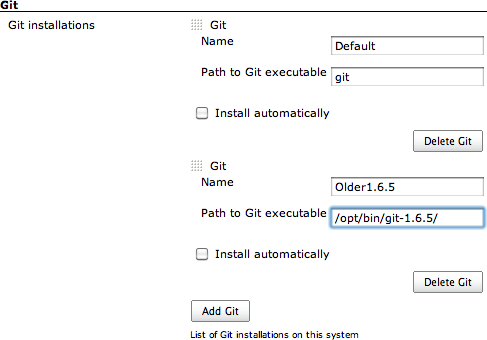 Git
Git installations
Git
Name
Default
Path to Git executable
git
Install automatically
Delete Git
Git
Name
Older1.6.5
Path to Git executable
/opt/bin/git-1.6.5/
Install automatically
Delete Git
Add Git
List of Git installations on this system